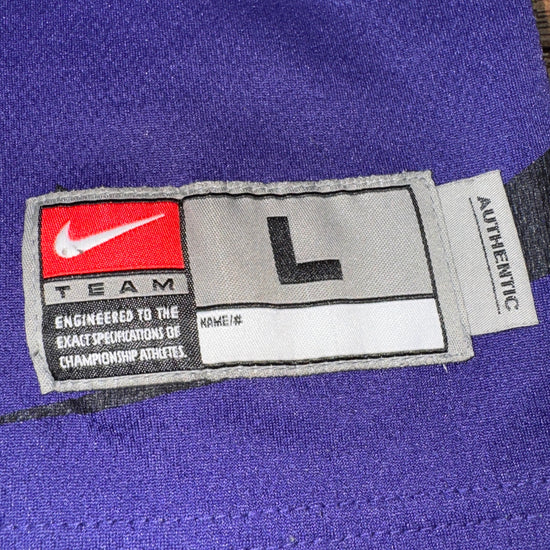 TEAM
ENGINEERED TO THE
EXACT SPECIFICATIONS OF
CHAMPIONSHIP ATHLETES.
L
NAME/#
AUTHENTIC